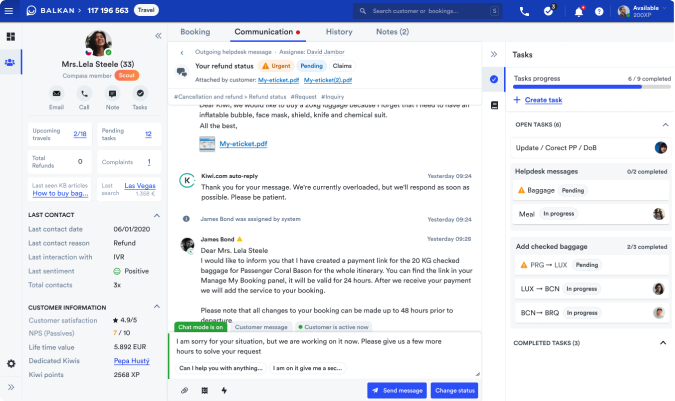 BALKAN > 117 196 563 Travel
Search customer or bookings... S
3
Available
200XP
Mrs.Lela Steele (33)
Compass member Scout
Email Call Note Tasks
Upcoming travels 2/18
Pending tasks 12
Total Refunds 0
Complaints 1
Last seen KB articles
How to buy bag...
Last search Las Vegas
1,358 €
LAST CONTACT
Last contact date 06/01/2020
Last contact reason Refund
Last interaction with IVR
Last sentiment Positive
Total contacts 3x
CUSTOMER INFORMATION
Customer satisfaction ★ 4.9/5
NPS (Passives) 7 / 10
Life time value 5.892 EUR
Dedicated Kiwis Pepa Hustý
Kiwi points 2568 XP
Booking Communication History Notes (2)
Outgoing helpdesk message · Assignee: David Jambor
Your refund status Urgent Pending Claims
Attached by customer: My-eticket.pdf My-eticket(2).pdf
#Cancellation and refund > Refund status #Request #Inquiry
Dear Kiwi, we would like to buy a 20kg luggage because I forget that I need to have an
inflatable bubble, face mask, shield, knife and chemical suit.
All the best,
My-eticket.pdf
Kiwi.com auto-reply Yesterday 09:24
Thank you for your message. We're currently overloaded, but we'll respond as soon as
possible. Please be patient.
James Bond was assigned by system Yesterday 09:24
James Bond Yesterday 09:28
Dear Mrs. Lela Steele
I would like to inform you that I have created a payment link for the 20 KG checked
baggage for Passenger Coral Bason for the whole itinerary. You can find the link in your
Manage My Booking panel, it will be valid for 24 hours. After we receive your payment
we will add the service to your booking.
Please note that all changes to your booking can be made up to 48 hours prior to
departure.
Chat mode is on Customer message Customer is active now
I am sorry for your situation, but we are working on it now. Please give us a few more
hours to solve your request
Can I help you with anything... I am on it give me a sec...
Send message Change status
Tasks
Tasks progress 6 / 9 completed
+ Create task
OPEN TASKS (6)
Update / Corect PP / DoB
Helpdesk messages 0/2 completed
Baggage Pending
Meal In progress
Add checked baggage 2/3 completed
PRG → LUX Pending
LUX → BCN In progress
BCN → BRQ In progress
COMPLETED TASKS (3)